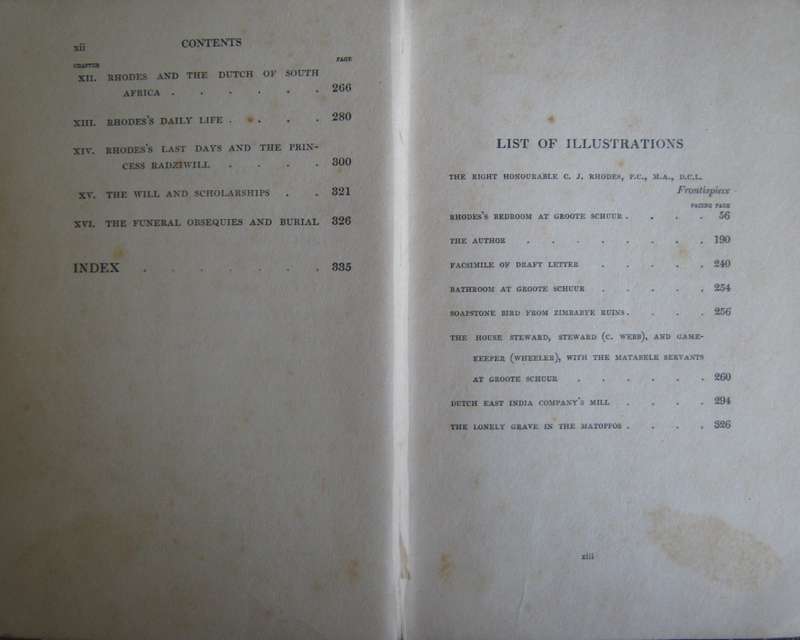 xii CONTENTS
CHAPTER PAGE
XII. RHODES AND THE DUTCH OF SOUTH
AFRICA . . . . . . 266
XIII. RHODES'S DAILY LIFE . . . . 280
XIV. RHODES'S LAST DAYS AND THE PRIN-
CESS RADZIWILL . . . . 300
XV. THE WILL AND SCHOLARSHIPS . . 321
XVI. THE FUNERAL OBSEQUIES AND BURIAL 326
INDEX . . . . . . . 335
LIST OF ILLUSTRATIONS
THE RIGHT HONOURABLE C. J. RHODES, P.C., M.A., D.C.L.
Frontispiece
FACING PAGE
RHODES'S BEDROOM AT GROOTE SCHUUR . . . . 56
THE AUTHOR . . . . . . . . 190
FACSIMILE OF DRAFT LETTER . . . . . 240
BATHROOM AT GROOTE SCHUUR . . . . . 254
SOAPSTONE BIRD FROM ZIMBABYE RUINS . . . . 256
THE HOUSE STEWARD, STEWARD (C. WEBB), AND GAME-
KEEPER (WHEELER), WITH THE MATABELE SERVANTS
AT GROOTE SCHUUR . . . . . . 260
DUTCH EAST INDIA COMPANY'S MILL . . . . 294
THE LONELY GRAVE IN THE MATOPPOS . . . . 326
xiii